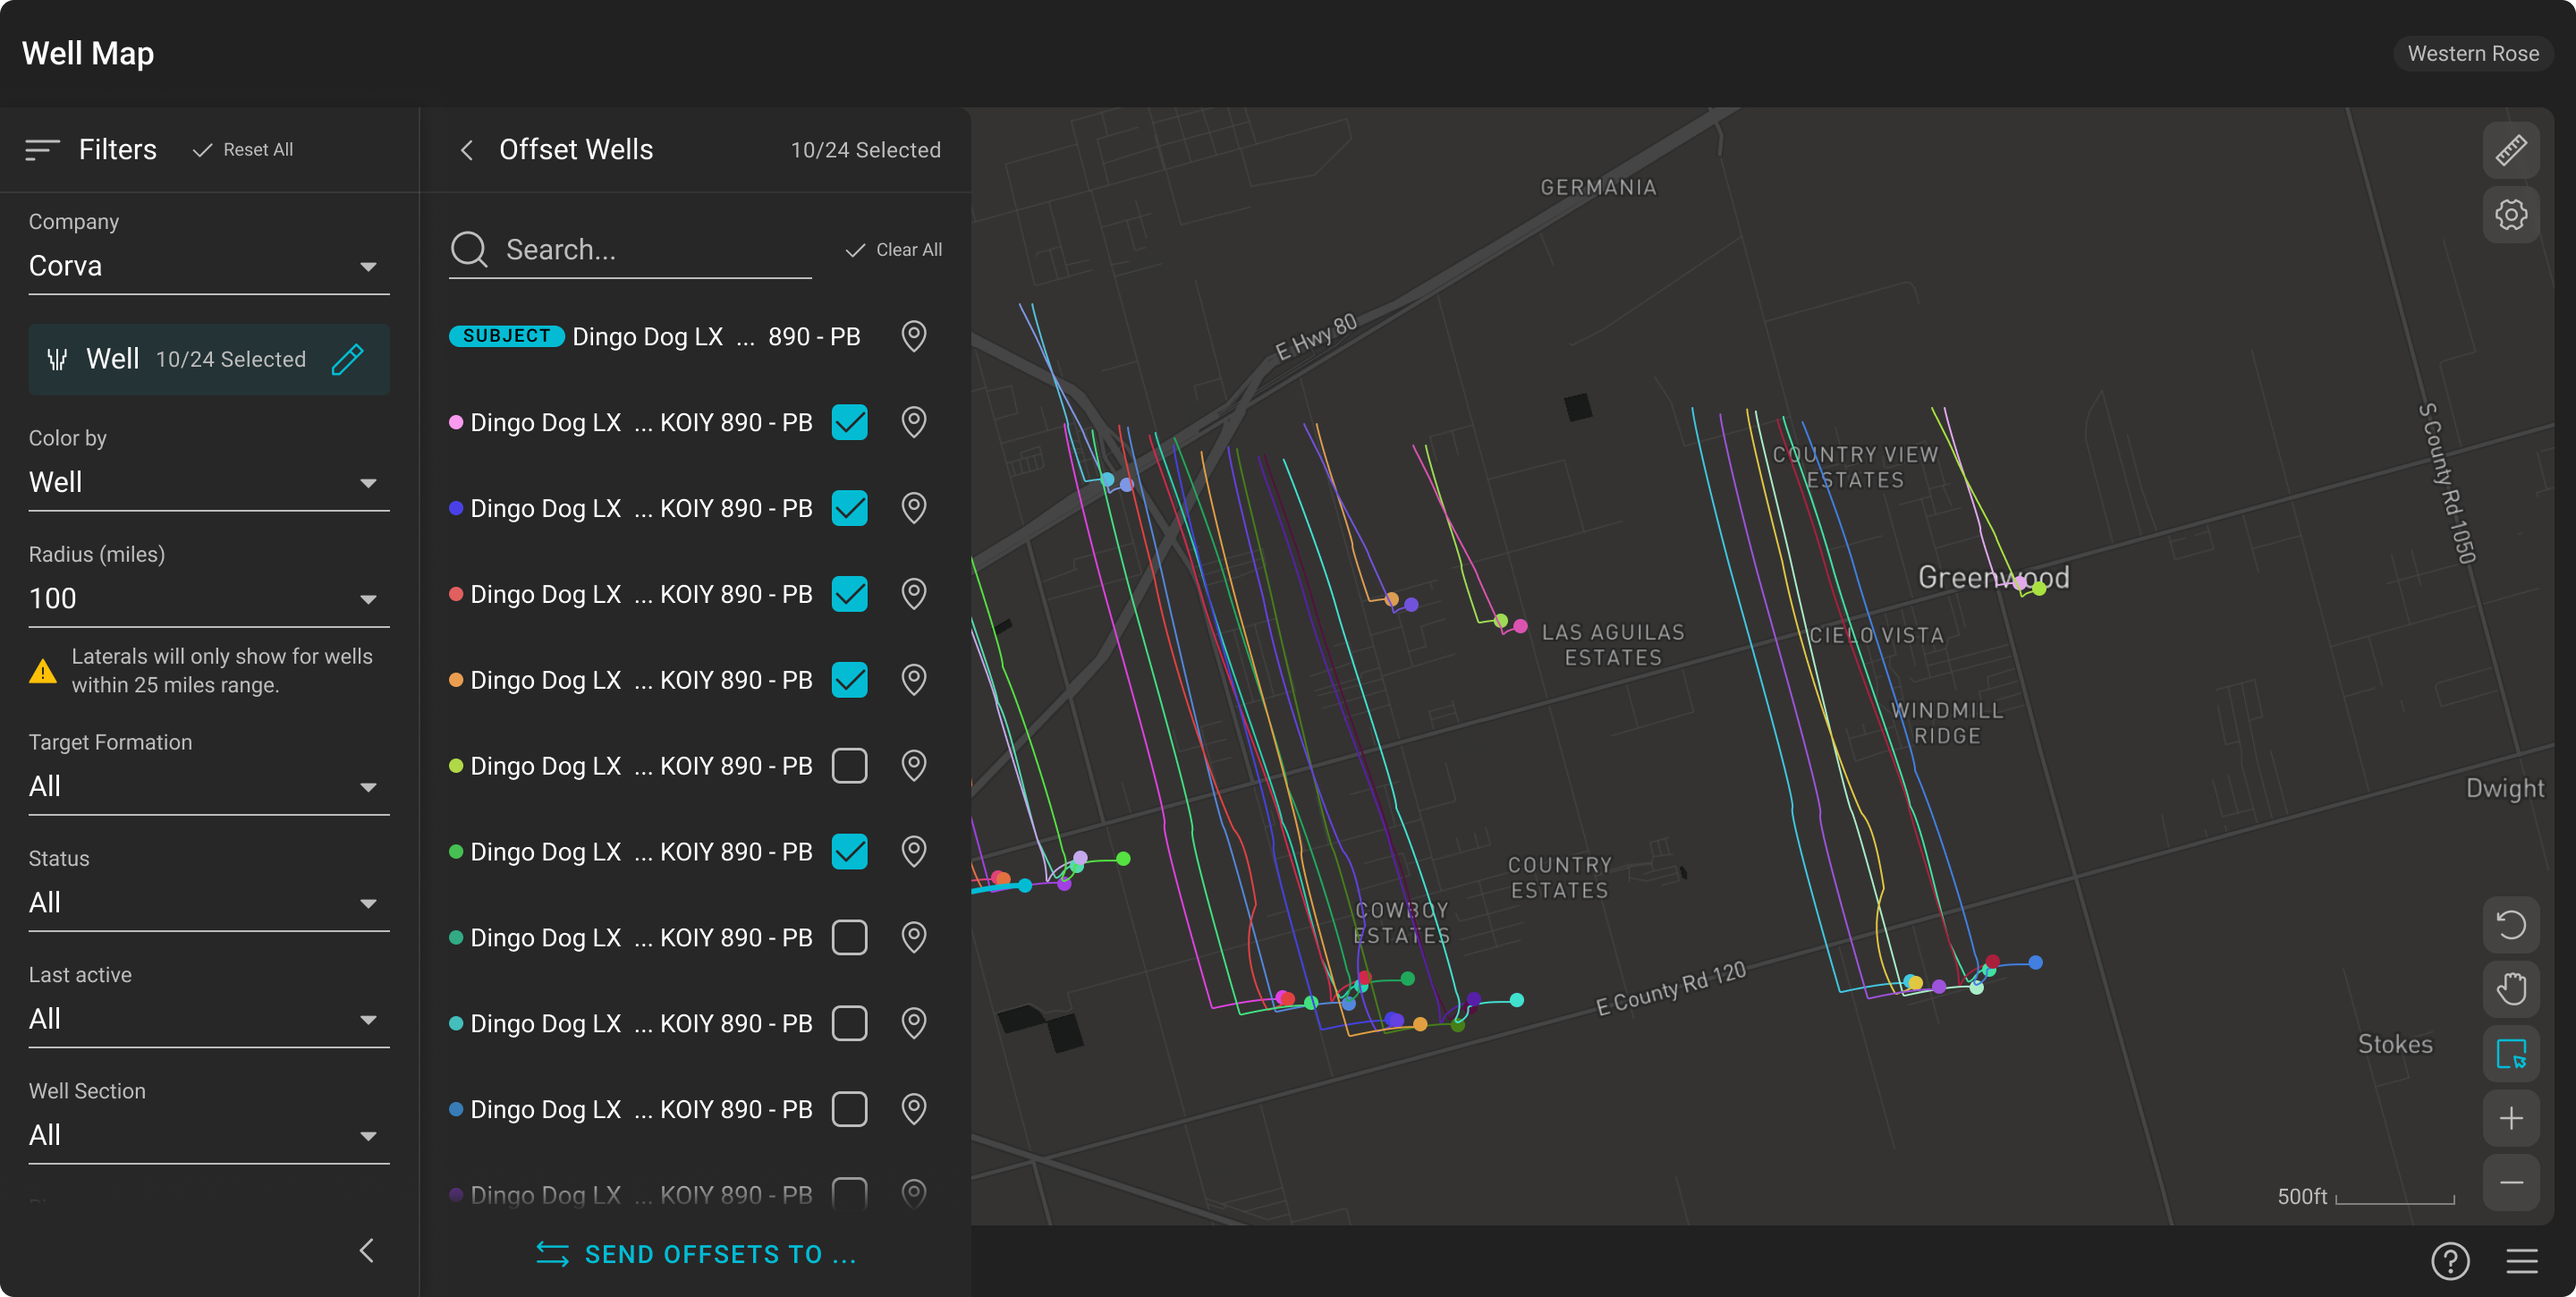 Well Map
Western Rose
Filters
Reset All
Company
Corva
Well 10/24 Selected
Color by
Well
Radius (miles)
100
Laterals will only show for wells
within 25 miles range.
Target Formation
All
Status
All
Last active
All
Well Section
All
Offset Wells
10/24 Selected
Search...
Clear All
SUBJECT Dingo Dog LX ... 890 - PB
Dingo Dog LX ... KOIY 890 - PB
Dingo Dog LX ... KOIY 890 - PB
Dingo Dog LX ... KOIY 890 - PB
Dingo Dog LX ... KOIY 890 - PB
Dingo Dog LX ... KOIY 890 - PB
Dingo Dog LX ... KOIY 890 - PB
Dingo Dog LX ... KOIY 890 - PB
Dingo Dog LX ... KOIY 890 - PB
Dingo Dog LX ... KOIY 890 - PB
Dingo Dog LX ... KOIY 890 - PB
SEND OFFSETS TO ...
GERMANIA
E Hwy 80
COUNTRY VIEW
ESTATES
S County Rd 1050
Greenwood
LAS AGUILAS
ESTATES
CIELO VISTA
WINDMILL
RIDGE
Dwight
COUNTRY
ESTATES
COWBOY
ESTATES
E County Rd 120
Stokes
500ft